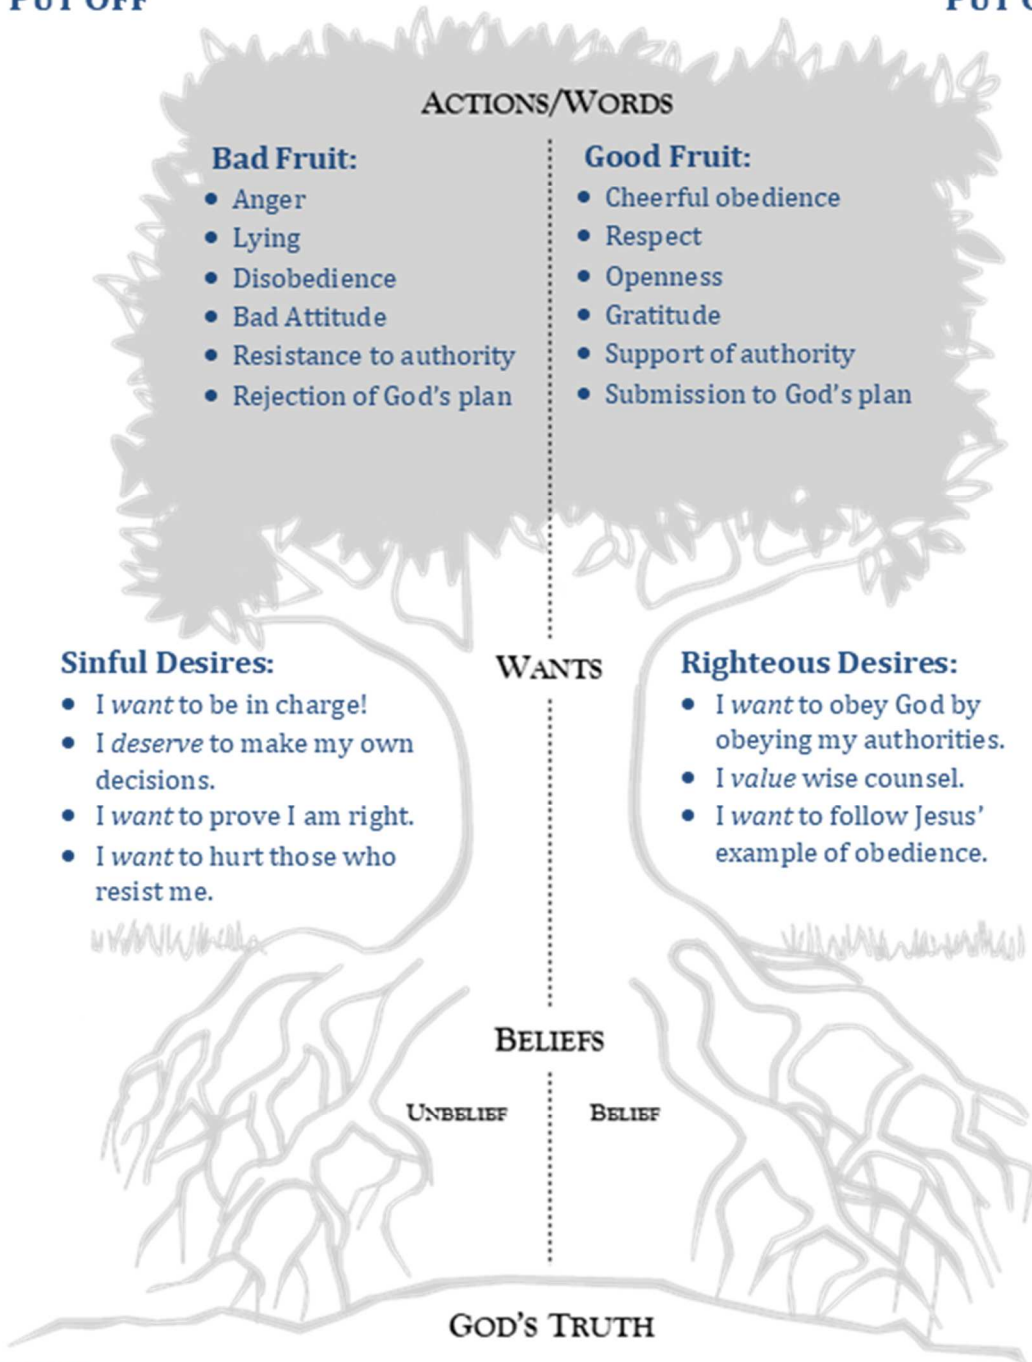 PUT OFF
PUT O
ACTIONS/WORDS
Bad Fruit:
• Anger
• Lying
• Disobedience
• Bad Attitude
• Resistance to authority
• Rejection of God's plan
Good Fruit:
• Cheerful obedience
• Respect
• Openness
• Gratitude
• Support of authority
• Submission to God's plan
WANTS
Sinful Desires:
• I want to be in charge!
• I deserve to make my own
decisions.
• I want to prove I am right.
• I want to hurt those who
resist me.
Righteous Desires:
• I want to obey God by
obeying my authorities.
• I value wise counsel.
• I want to follow Jesus'
example of obedience.
BELIEFS
UNBELIEF
BELIEF
GOD'S TRUTH